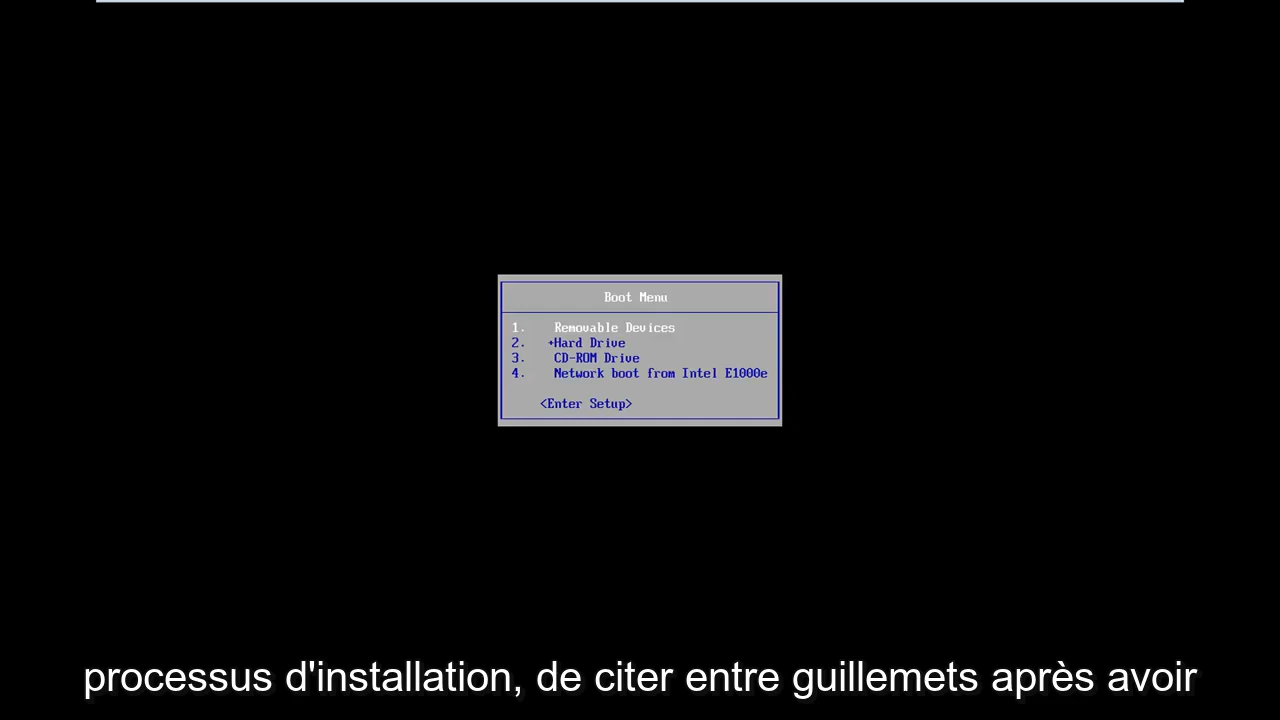 Boot Menu
1. Removable Devices
2. +Hard Drive
3. CD-ROM Drive
4. Network boot from Intel E1000e
<Enter Setup>
processus d'installation, de citer entre guillemets après avoir